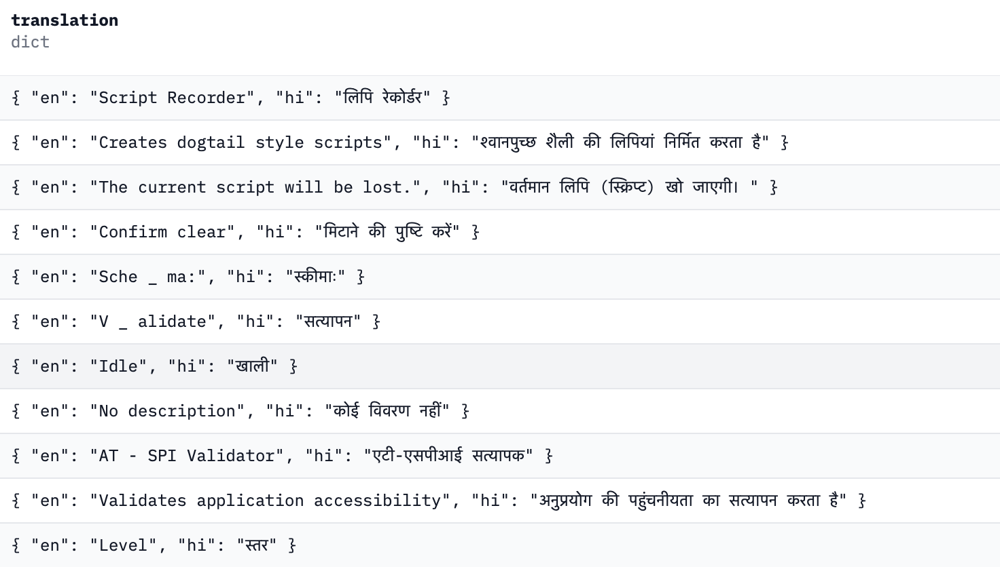 translation
dict
{ "en": "Script Recorder", "hi": "लिपि रेकोर्डर" }
{ "en": "Creates dogtail style scripts", "hi": "श्वानपुच्छ शैली की लिपियां निर्मित करता है" }
{ "en": "The current script will be lost.", "hi": "वर्तमान लिपि (स्क्रिप्ट) खो जाएगी। " }
{ "en": "Confirm clear", "hi": "मिटाने की पुष्टि करें" }
{ "en": "Sche _ ma:", "hi": "स्कीमाः" }
{ "en": "V _ alidate", "hi": "सत्यापन" }
{ "en": "Idle", "hi": "खाली" }
{ "en": "No description", "hi": "कोई विवरण नहीं" }
{ "en": "AT - SPI Validator", "hi": "एटी-एसपीआई सत्यापक" }
{ "en": "Validates application accessibility", "hi": "अनुप्रयोग की पहुंचनीयता का सत्यापन करता है" }
{ "en": "Level", "hi": "स्तर" }